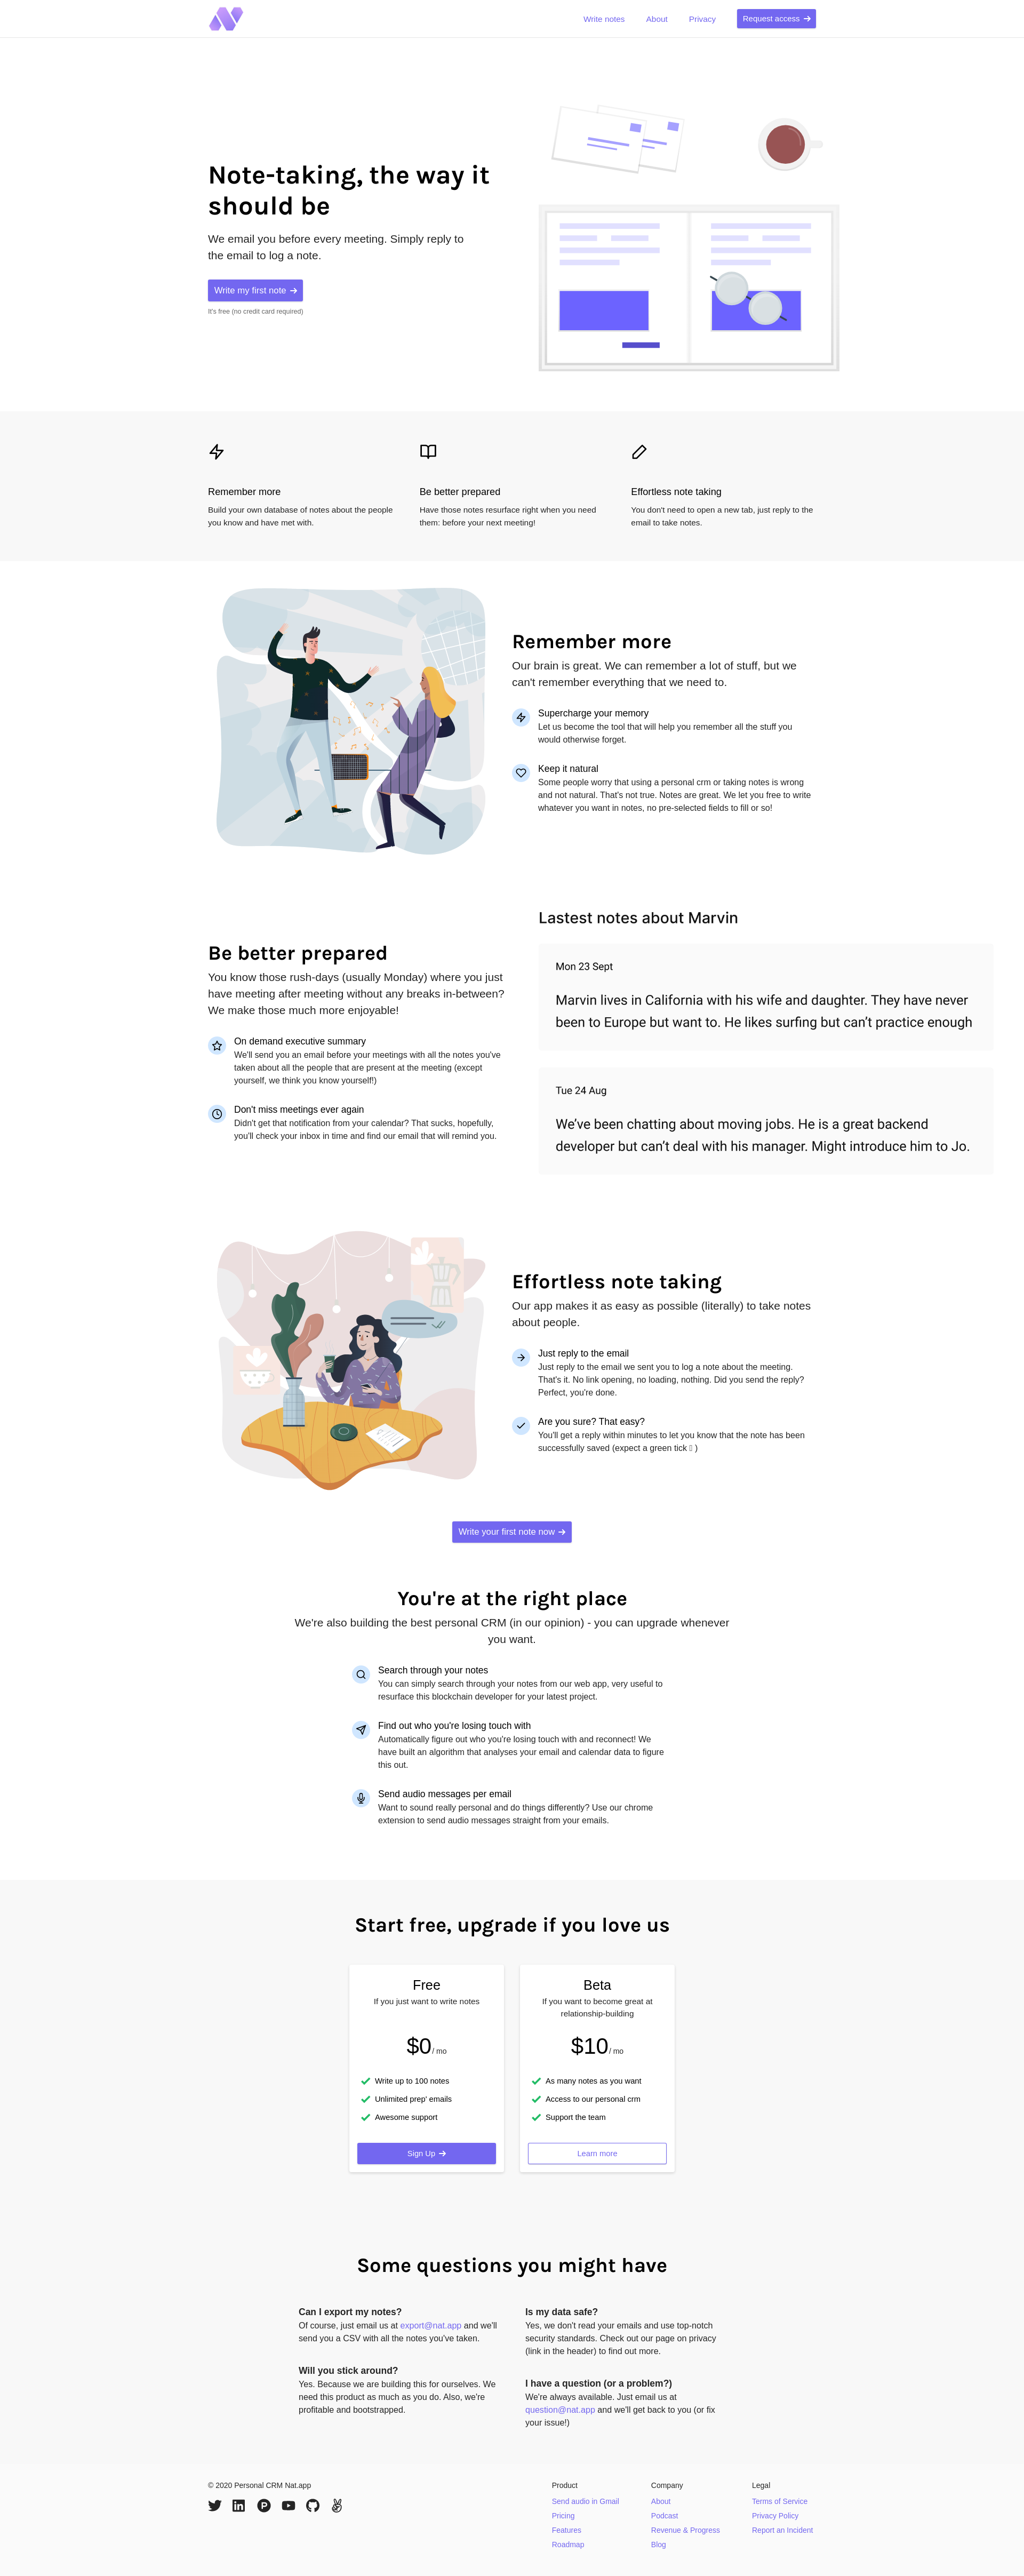 Write notes
About
Privacy
Request access
Note-taking, the way it
should be
We email you before every meeting. Simply reply to
the email to log a note.
Write my first note
It's free (no credit card required)
Remember more
Build your own database of notes about the people
you know and have met with.
Be better prepared
Have those notes resurface right when you need
them: before your next meeting!
Effortless note taking
You don't need to open a new tab, just reply to the
email to take notes.
Remember more
Our brain is great. We can remember a lot of stuff, but we
can't remember everything that we need to.
Supercharge your memory
Let us become the tool that will help you remember all the stuff you
would otherwise forget.
Keep it natural
Some people worry that using a personal crm or taking notes is wrong
and not natural. That's not true. Notes are great. We let you free to write
whatever you want in notes, no pre-selected fields to fill or so!
Be better prepared
You know those rush-days (usually Monday) where you just
have meeting after meeting without any breaks in-between?
We make those much more enjoyable!
On demand executive summary
We'll send you an email before your meetings with all the notes you've
taken about all the people that are present at the meeting (except
yourself, we think you know yourself!)
Don't miss meetings ever again
Didn't get that notification from your calendar? That sucks, hopefully,
you'll check your inbox in time and find our email that will remind you.
Lastest notes about Marvin
Mon 23 Sept
Marvin lives in California with his wife and daughter. They have never
been to Europe but want to. He likes surfing but can’t practice enough
Tue 24 Aug
We’ve been chatting about moving jobs. He is a great backend
developer but can’t deal with his manager. Might introduce him to Jo.
Effortless note taking
Our app makes it as easy as possible (literally) to take notes
about people.
Just reply to the email
Just reply to the email we sent you to log a note about the meeting.
That's it. No link opening, no loading, nothing. Did you send the reply?
Perfect, you're done.
Are you sure? That easy?
You'll get a reply within minutes to let you know that the note has been
successfully saved (expect a green tick )
Write your first note now
You're at the right place
We're also building the best personal CRM (in our opinion) - you can upgrade whenever
you want.
Search through your notes
You can simply search through your notes from our web app, very useful to
resurface this blockchain developer for your latest project.
Find out who you're losing touch with
Automatically figure out who you're losing touch with and reconnect! We
have built an algorithm that analyses your email and calendar data to figure
this out.
Send audio messages per email
Want to sound really personal and do things differently? Use our chrome
extension to send audio messages straight from your emails.
Start free, upgrade if you love us
Free
If you just want to write notes
$0 / mo
Write up to 100 notes
Unlimited prep' emails
Awesome support
Sign Up
Beta
If you want to become great at
relationship-building
$10 / mo
As many notes as you want
Access to our personal crm
Support the team
Learn more
Some questions you might have
Can I export my notes?
Of course, just email us at export@nat.app and we'll
send you a CSV with all the notes you've taken.
Will you stick around?
Yes. Because we are building this for ourselves. We
need this product as much as you do. Also, we're
profitable and bootstrapped.
Is my data safe?
Yes, we don't read your emails and use top-notch
security standards. Check out our page on privacy
(link in the header) to find out more.
I have a question (or a problem?)
We're always available. Just email us at
question@nat.app and we'll get back to you (or fix
your issue!)
© 2020 Personal CRM Nat.app
Product
Send audio in Gmail
Pricing
Features
Roadmap
Company
About
Podcast
Revenue & Progress
Blog
Legal
Terms of Service
Privacy Policy
Report an Incident